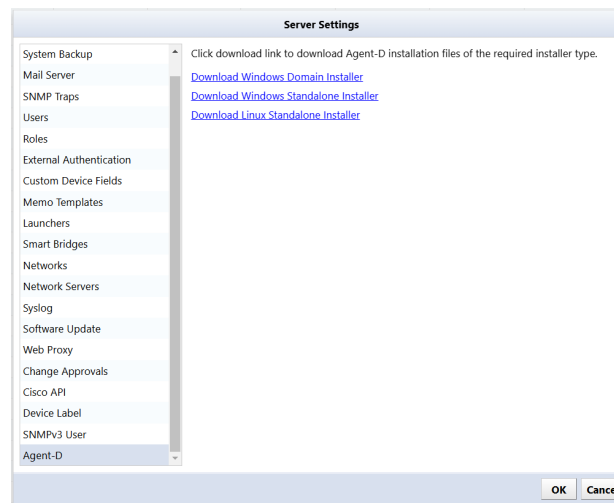 Server Settings
System Backup
Mail Server
SNMP Traps
Users
Roles
External Authentication
Custom Device Fields
Memo Templates
Launchers
Smart Bridges
Networks
Network Servers
Syslog
Software Update
Web Proxy
Change Approvals
Cisco API
Device Label
SNMPv3 User
Agent-D
Click download link to download Agent-D installation files of the required installer type.
Download Windows Domain Installer
Download Windows Standalone Installer
Download Linux Standalone Installer
OK
Cance